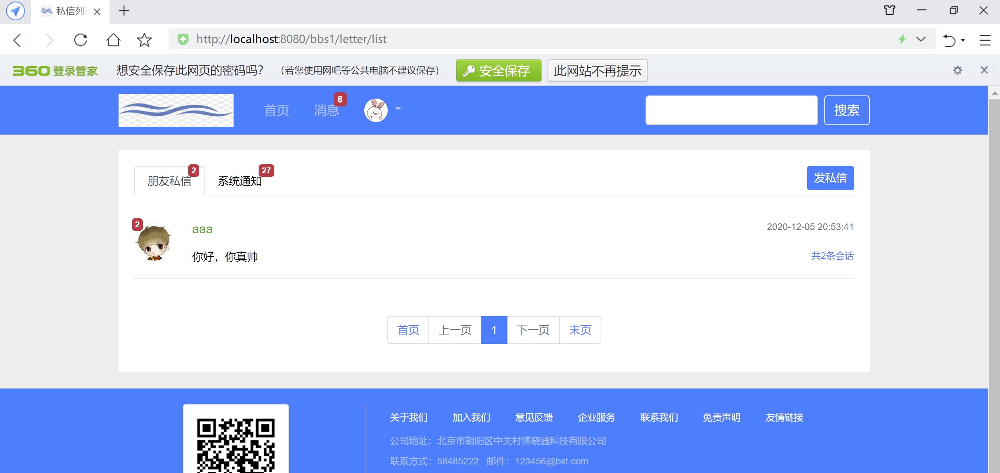 私信列
http://localhost:8080/bbs1/letter/list
360登录管家 想安全保存此网页的密码吗？ （若您使用网吧等公共电脑不建议保存） 安全保存 此网站不再提示
首页 消息 6 搜索
朋友私信 2 系统通知 27 发私信
2 aaa 2020-12-05 20:53:41
你好，你真帅 共2条会话
首页 上一页 1 下一页 末页
关于我们 加入我们 意见反馈 企业服务 联系我们 免责声明 友情链接
公司地址：北京市朝阳区中关村博晓通科技有限公司
联系方式：58485222 邮件：123456@bxt.com